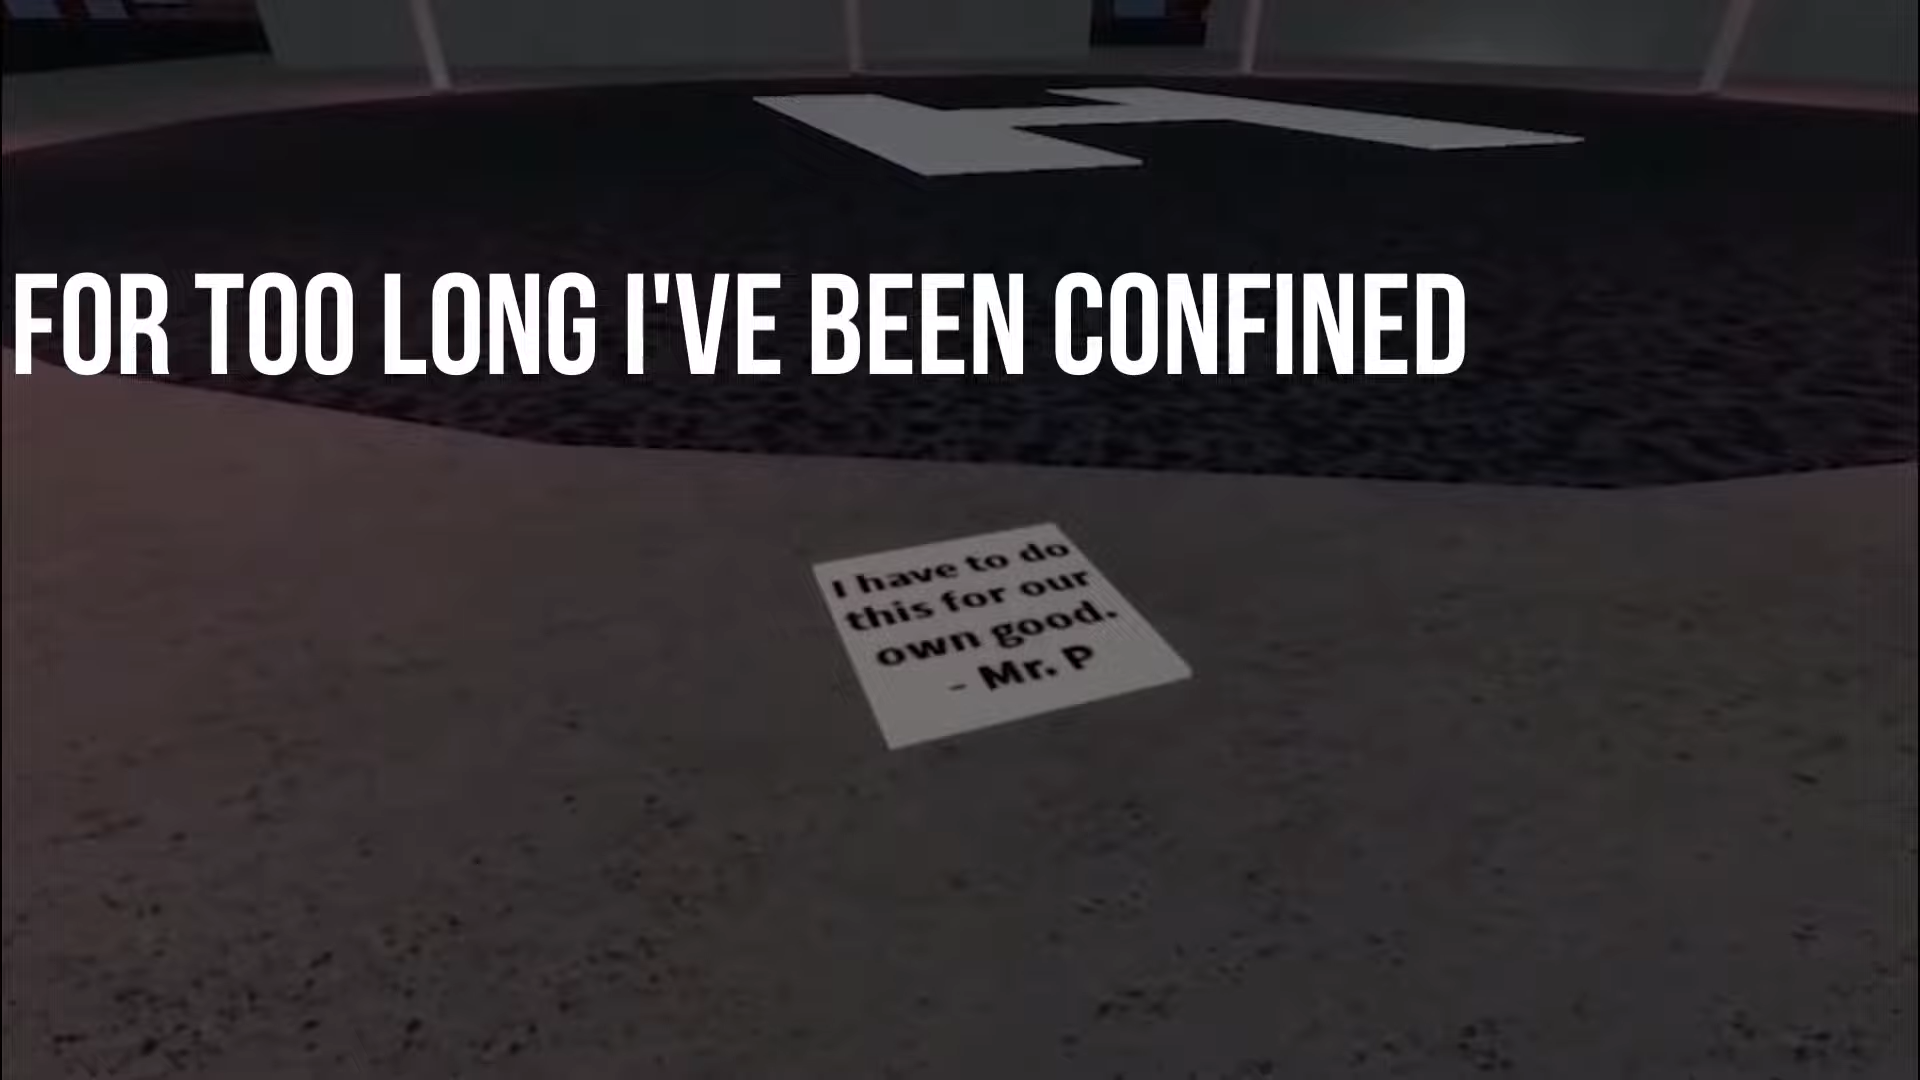 H
FOR TOO LONG I'VE BEEN CONFINED
I have to do
this for our
own good.
- Mr. P